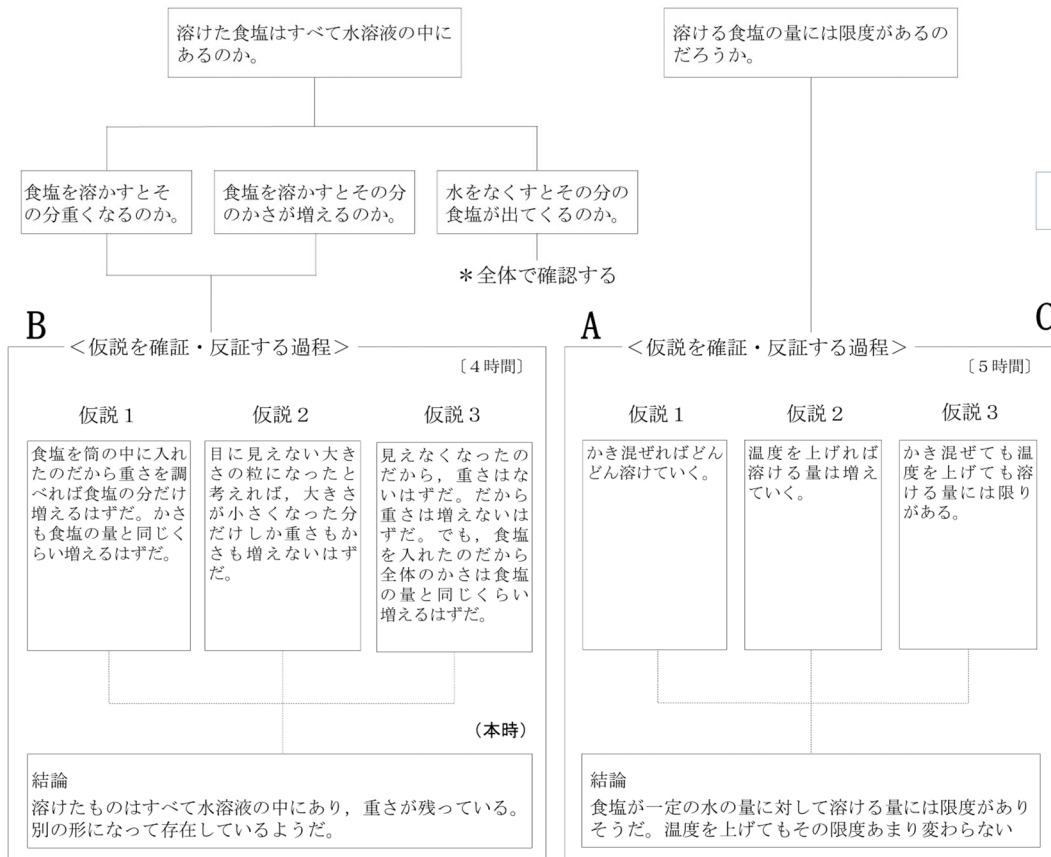 溶けた食塩はすべて水溶液の中に
あるのか。
溶ける食塩の量には限度があるの
だろうか。
食塩を溶かすとそ
の分重くなるのか。
食塩を溶かすとその分
のかさが増えるのか。
水をなくすとその分の
食塩が出てくるのか。
＊全体で確認する
B
＜仮説を確証・反証する過程＞
〔４時間〕
仮説１
食塩を筒の中に入れ
たのだから重さを調
べれば食塩の分だけ
増えるはずだ。かさ
も食塩の量と同じく
らい増えるはずだ。
仮説２
目に見えない大き
さの粒になったと
考えれば，大きさ
が小さくなった分
だけしか重さもか
さも増えないはず
だ。
仮説３
見えなくなったの
だから，重さはな
いはずだ。だから
重さは増えないは
ずだ。でも，食塩
を入れたのだから
全体のかさは食塩
の量と同じくらい
増えるはずだ。
（本時）
結論
溶けたものはすべて水溶液の中にあり，重さが残っている。
別の形になって存在しているようだ。
A
＜仮説を確証・反証する過程＞
〔５時間〕
仮説１
かき混ぜればどん
どん溶けていく。
仮説２
温度を上げれば
溶ける量は増え
ていく。
仮説３
かき混ぜても温
度を上げても溶
ける量には限り
がある。
結論
食塩が一定の水の量に対して溶ける量には限度があり
そうだ。温度を上げてもその限度あまり変わらない